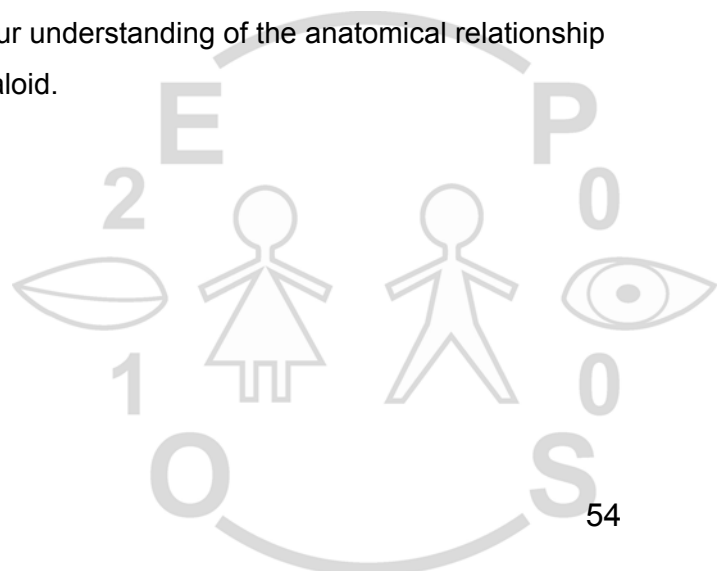 ur understanding of the anatomical relationship
aloid.
E P
2 0
1 0
O S
54